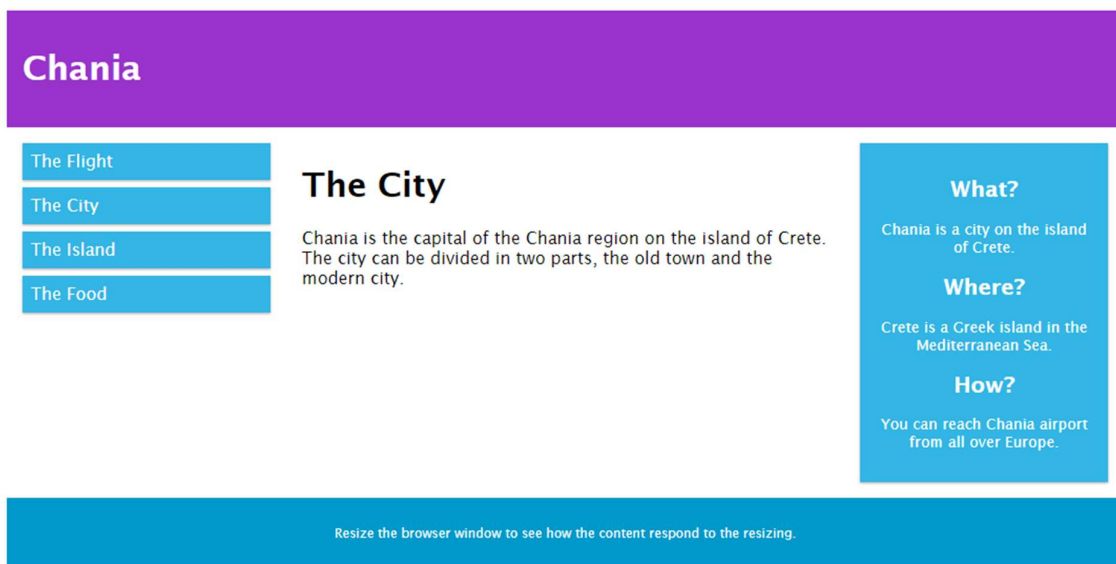 Chania
The Flight
The City
The Island
The Food
The City
Chania is the capital of the Chania region on the island of Crete.
The city can be divided in two parts, the old town and the
modern city.
What?
Chania is a city on the island
of Crete.
Where?
Crete is a Greek island in the
Mediterranean Sea.
How?
You can reach Chania airport
from all over Europe.
Resize the browser window to see how the content respond to the resizing.